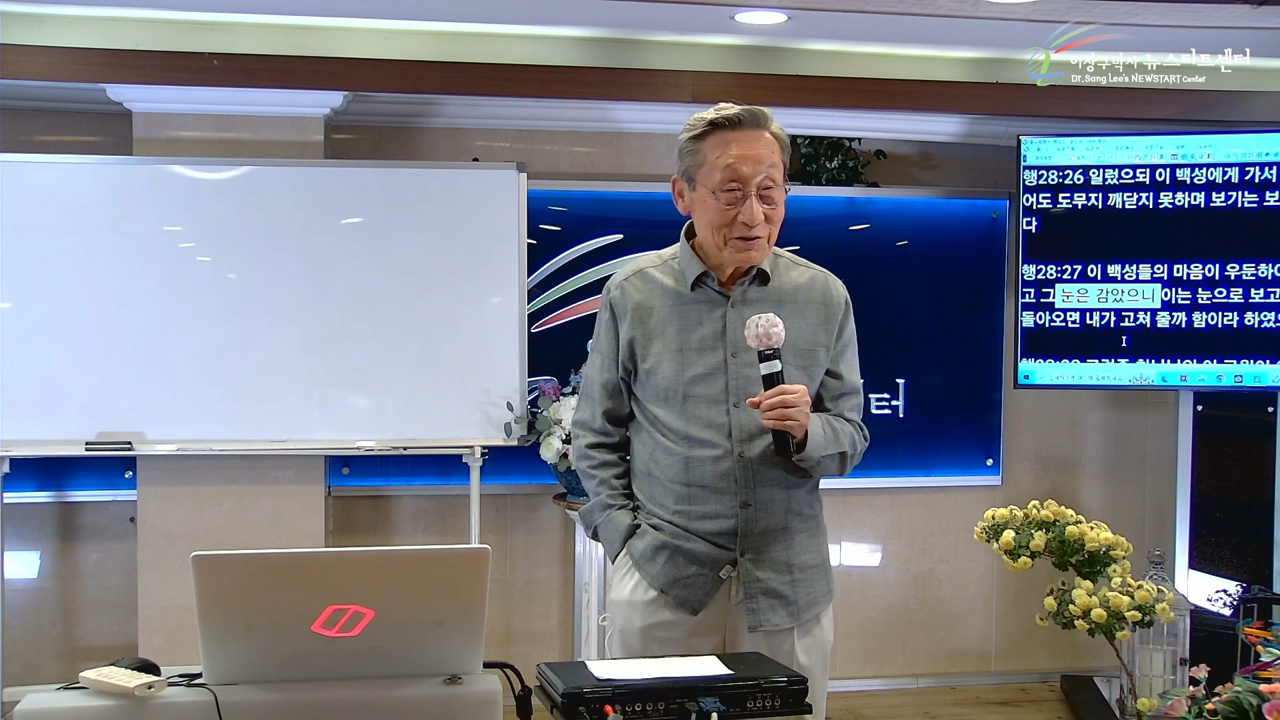 이상구박사 뉴스타트센터
Dr.Sang Lee's NEWSTART Center
행28:26 일렀으되 이 백성에게 가서
어도 도무지 깨닫지 못하며 보기는 보
다
행28:27 이 백성들의 마음이 우둔하여
고 그 눈은 감았으니 이는 눈으로 보고
돌아오면 내가 고쳐 줄까 함이라 하였으
터